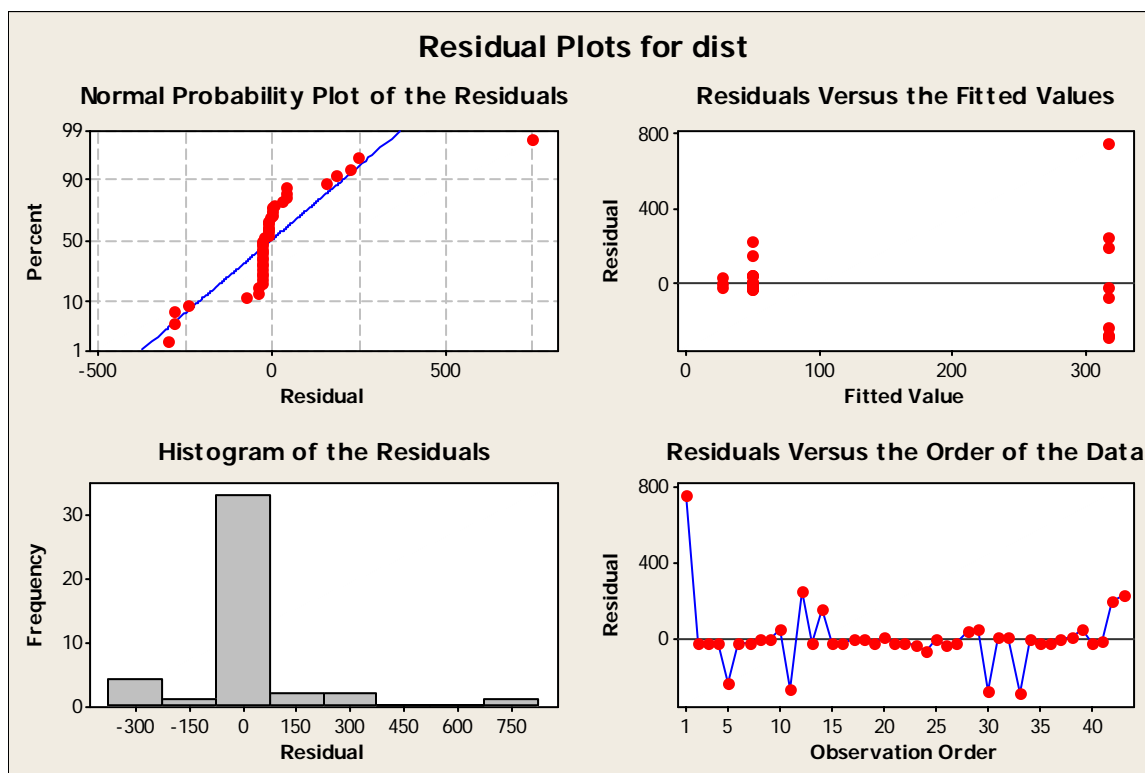 Residual Plots for dist
Normal Probability Plot of the Residuals
99
90
50
10
1
Percent
-500 0 500
Residual
Residuals Versus the Fitted Values
800
400
0
Residual
0 100 200 300
Fitted Value
Histogram of the Residuals
30
20
10
0
Frequency
-300 -150 0 150 300 450 600 750
Residual
Residuals Versus the Order of the Data
800
400
0
Residual
1 5 10 15 20 25 30 35 40
Observation Order